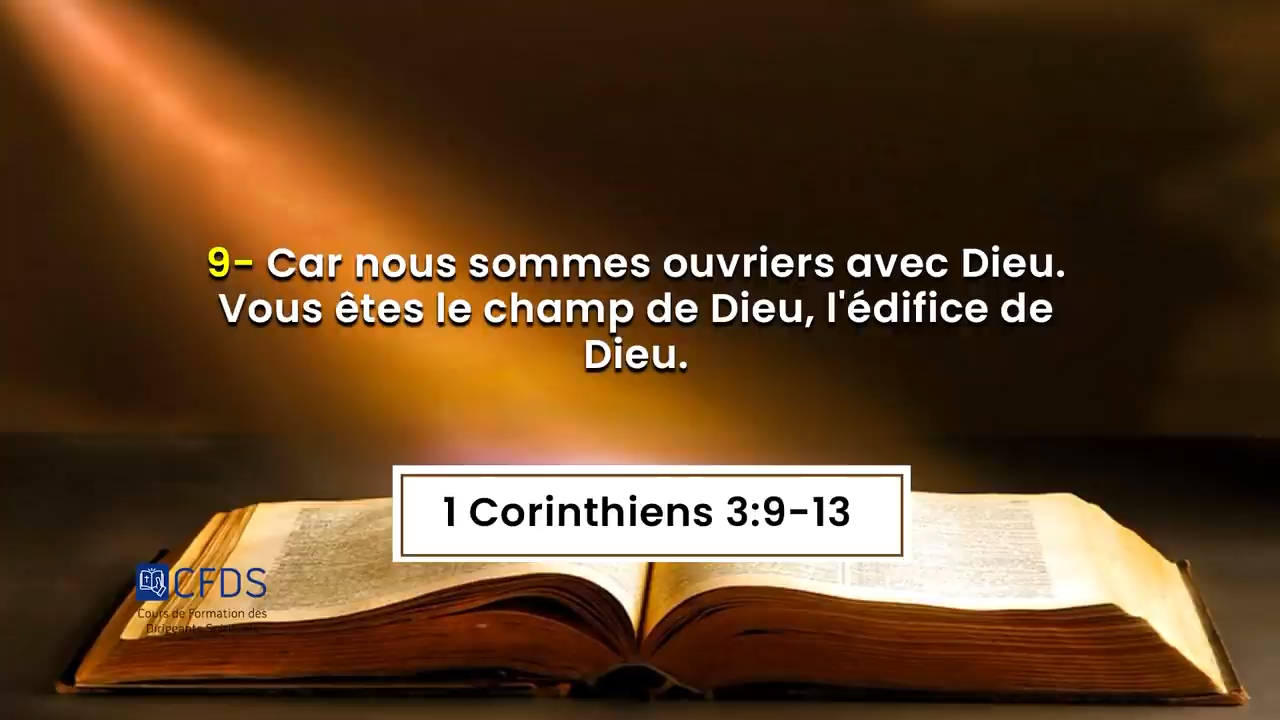 9- Car nous sommes ouvriers avec Dieu.
Vous êtes le champ de Dieu, l'édifice de
Dieu.
1 Corinthiens 3:9-13
CFDS
Cours de Formation des
Dirigeants